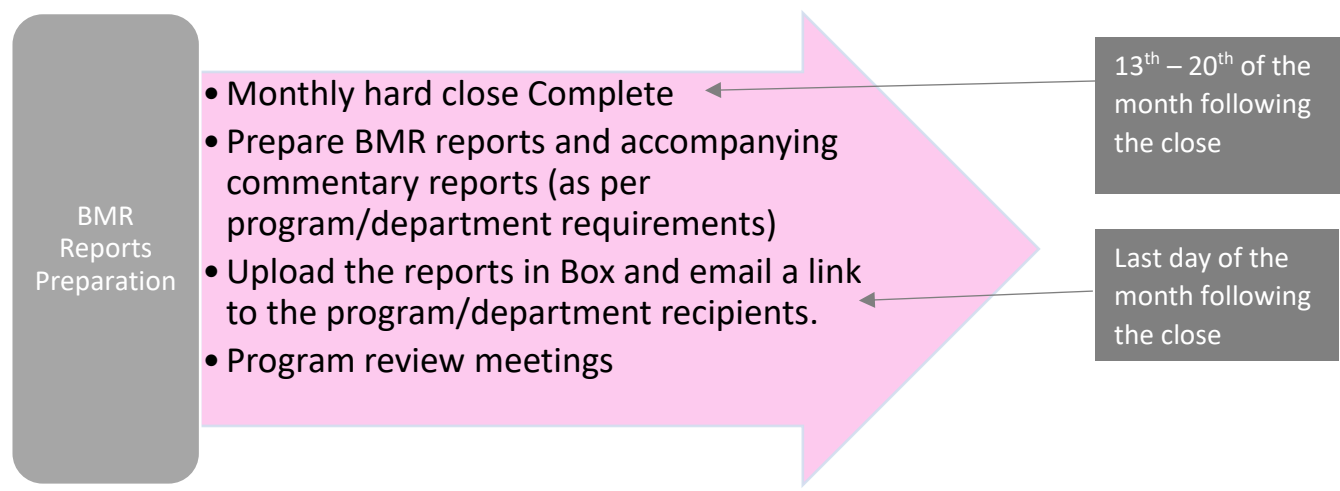 BMR
Reports
Preparation
• Monthly hard close Complete
• Prepare BMR reports and accompanying
commentary reports (as per
program/department requirements)
• Upload the reports in Box and email a link
to the program/department recipients.
• Program review meetings
13th – 20th of the
month following
the close
Last day of the
month following
the close